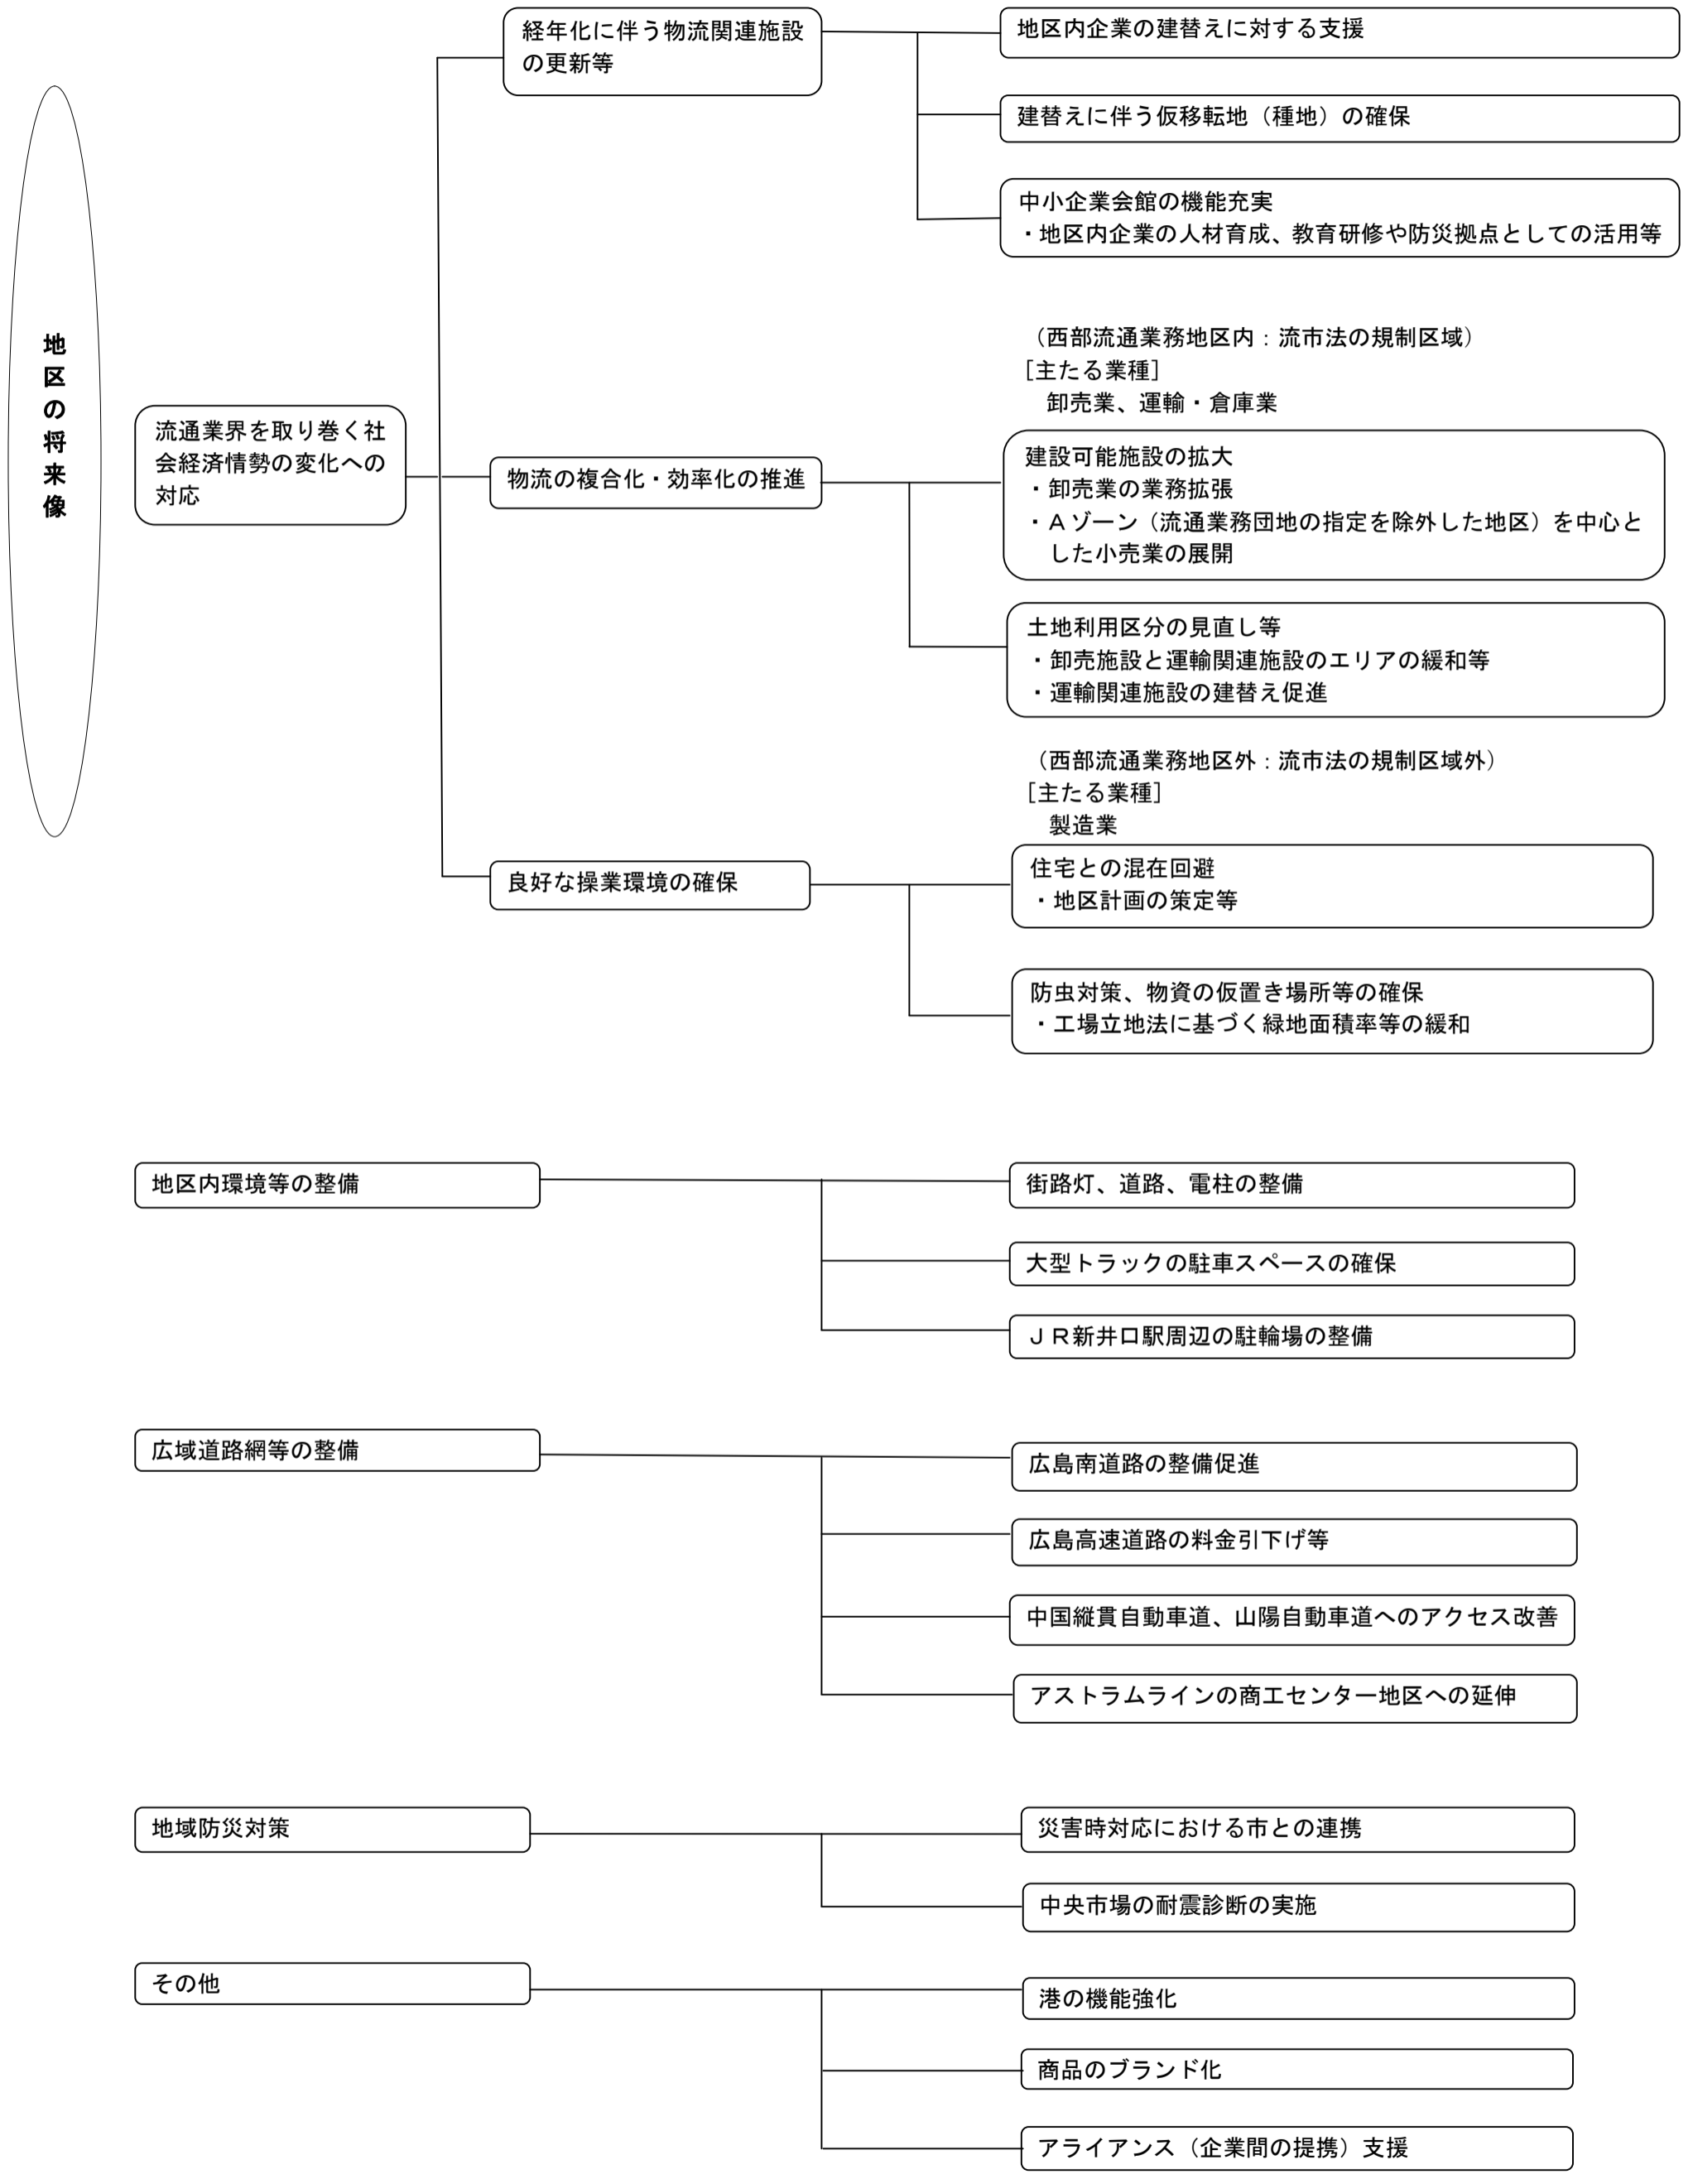 地区の将来像
流通業界を取り巻く社
会経済情勢の変化への
対応
経年化に伴う物流関連施設
の更新等
地区内企業の建替えに対する支援
建替えに伴う仮移転地（種地）の確保
中小企業会館の機能充実
・地区内企業の人材育成、教育研修や防災拠点としての活用等
物流の複合化・効率化の推進
（西部流通業務地区内：流市法の規制区域）
［主たる業種］
卸売業、運輸・倉庫業
建設可能施設の拡大
・卸売業の業務拡張
・Ａゾーン（流通業務団地の指定を除外した地区）を中心と
した小売業の展開
土地利用区分の見直し等
・卸売施設と運輸関連施設のエリアの緩和等
・運輸関連施設の建替え促進
良好な操業環境の確保
（西部流通業務地区外：流市法の規制区域外）
［主たる業種］
製造業
住宅との混在回避
・地区計画の策定等
防虫対策、物資の仮置き場所等の確保
・工場立地法に基づく緑地面積率等の緩和
地区内環境等の整備
街路灯、道路、電柱の整備
大型トラックの駐車スペースの確保
ＪＲ新井口駅周辺の駐輪場の整備
広域道路網等の整備
広島南道路の整備促進
広島高速道路の料金引下げ等
中国縦貫自動車道、山陽自動車道へのアクセス改善
アストラムラインの商工センター地区への延伸
地域防災対策
災害時対応における市との連携
中央市場の耐震診断の実施
その他
港の機能強化
商品のブランド化
アライアンス（企業間の提携）支援